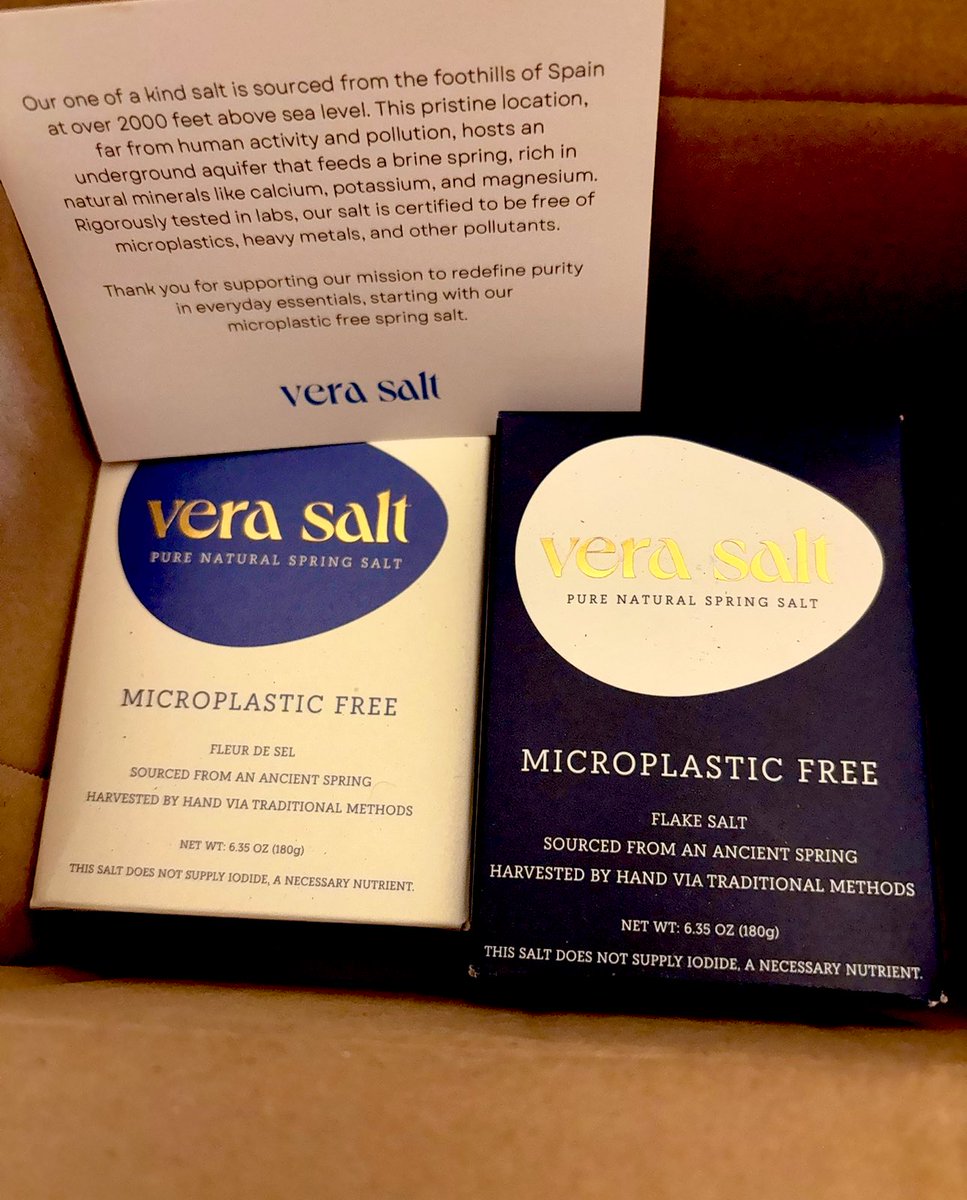 Our one of a kind salt is sourced from the foothills of Spain
at over 2000 feet above sea level. This pristine location,
far from human activity and pollution, hosts an
underground aquifer that feeds a brine spring, rich in
natural minerals like calcium, potassium, and magnesium.
Rigorously tested in labs, our salt is certified to be free of
microplastics, heavy metals, and other pollutants.
Thank you for supporting our mission to redefine purity
in everyday essentials, starting with our
microplastic free spring salt.
vera salt
vera salt
PURE NATURAL SPRING SALT
MICROPLASTIC FREE
FLEUR DE SEL
SOURCED FROM AN ANCIENT SPRING
HARVESTED BY HAND VIA TRADITIONAL METHODS
NET WT: 6.35 OZ (180g)
THIS SALT DOES NOT SUPPLY IODIDE, A NECESSARY NUTRIENT.
vera salt
PURE NATURAL SPRING SALT
MICROPLASTIC FREE
FLAKE SALT
SOURCED FROM AN ANCIENT SPRING
HARVESTED BY HAND VIA TRADITIONAL METHODS
NET WT: 6.35 OZ (180g)
THIS SALT DOES NOT SUPPLY IODIDE, A NECESSARY NUTRIENT.